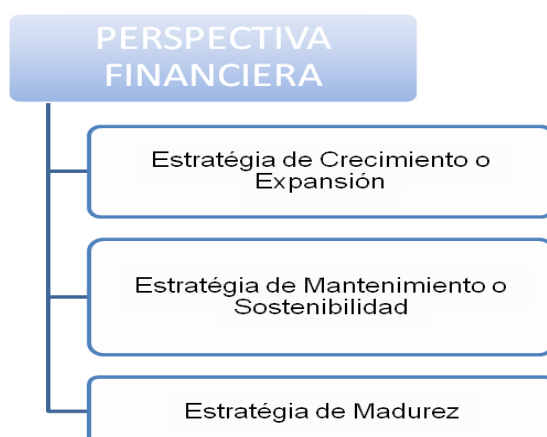 PERSPECTIVA
FINANCIERA
Estratégia de Crecimiento o
Expansión
Estratégia de Mantenimiento o
Sostenibilidad
Estratégia de Madurez